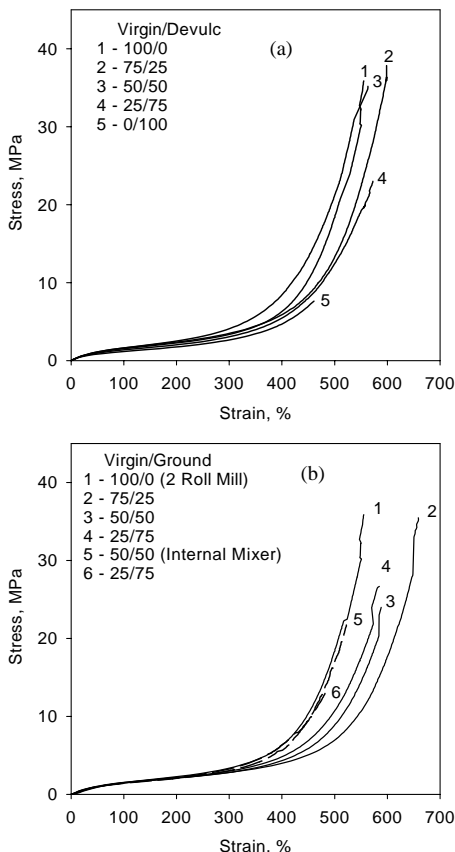 Virgin/Devulc
1 - 100/0
2 - 75/25
3 - 50/50
4 - 25/75
5 - 0/100
(a)
1
2
3
4
5
40
30
20
10
0
Stress, MPa
0 100 200 300 400 500 600 700
Strain, %
Virgin/Ground
1 - 100/0 (2 Roll Mill)
2 - 75/25
3 - 50/50
4 - 25/75
5 - 50/50 (Internal Mixer)
6 - 25/75
(b)
1
2
4
3
5
6
40
30
20
10
0
Stress, MPa
0 100 200 300 400 500 600 700
Strain, %